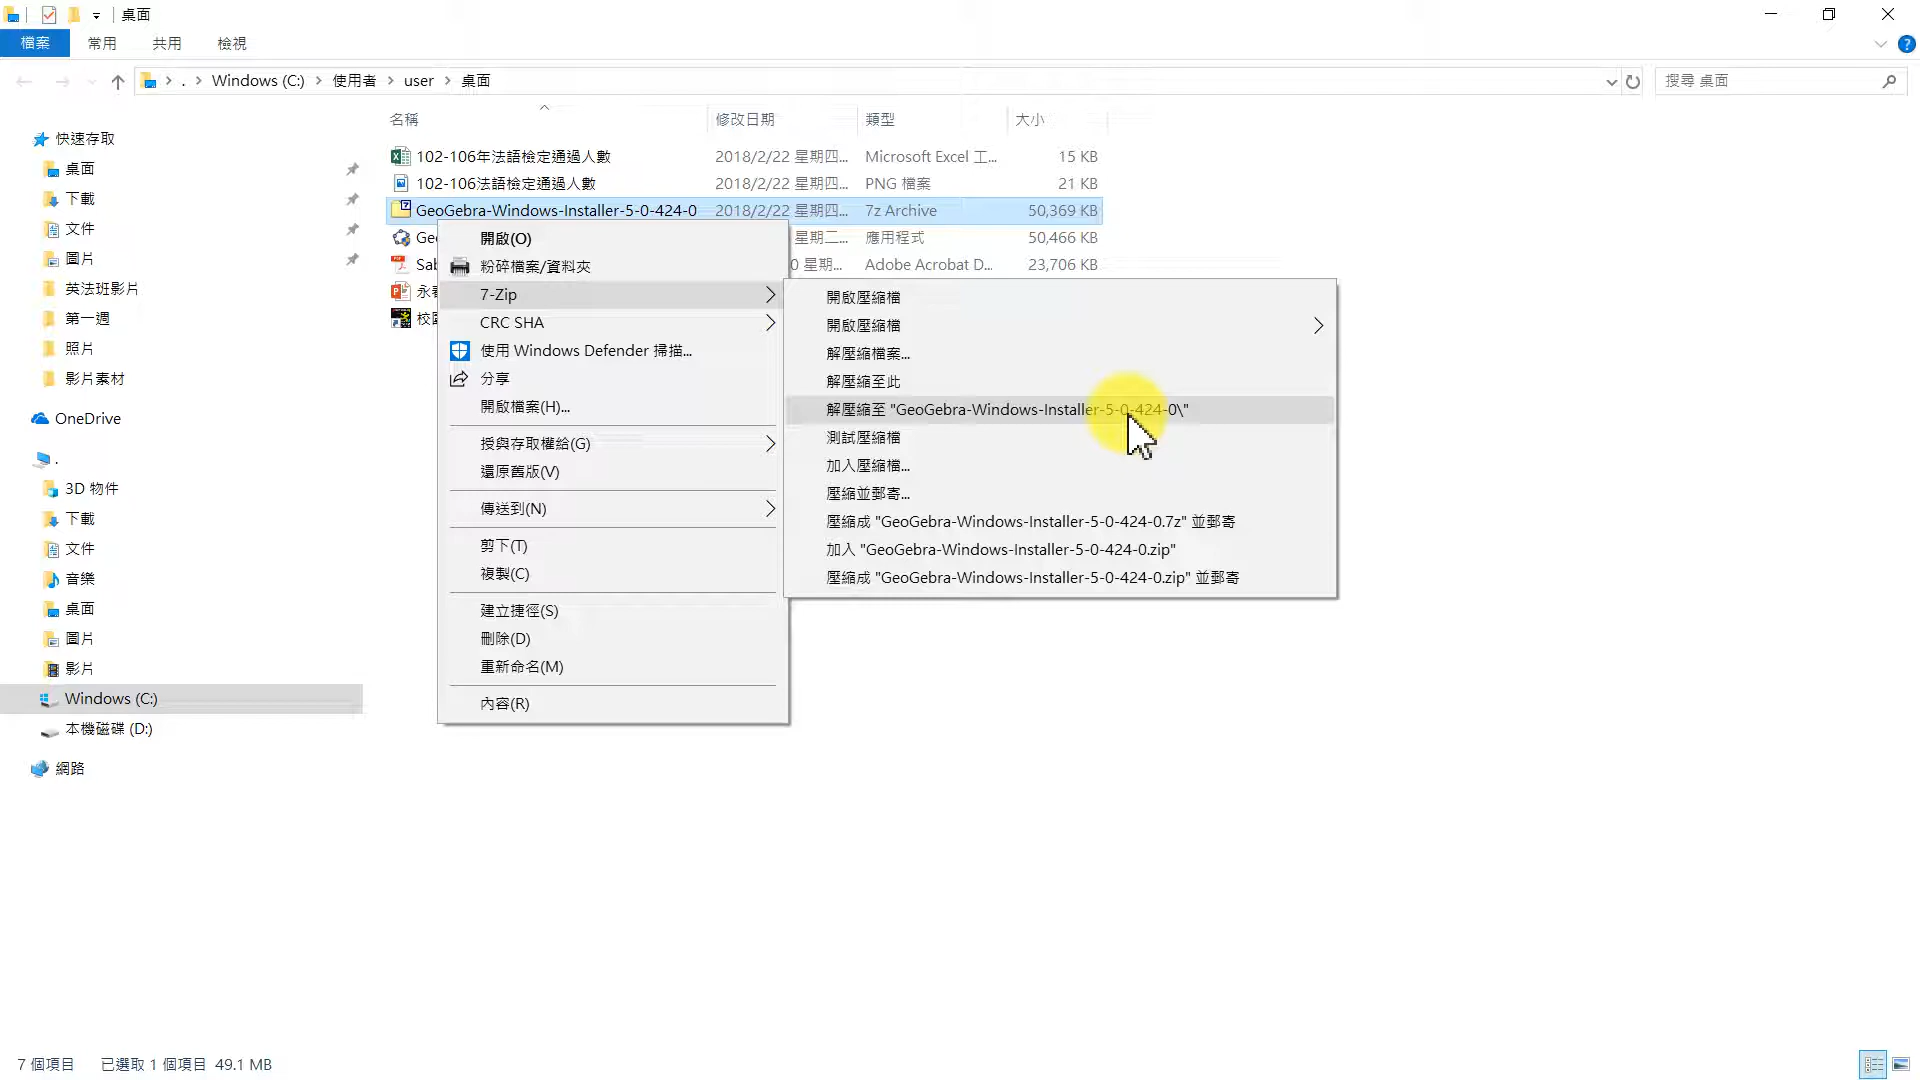 桌面
檔案 常用 共用 檢視
. Windows (C:) 使用者 user 桌面
搜尋 桌面
名稱 修改日期 類型 大小
快速存取
桌面
下載
文件
圖片
英法班影片
第一週
照片
影片素材
OneDrive
.
3D 物件
下載
文件
音樂
桌面
圖片
影片
Windows (C:)
本機磁碟 (D:)
網路
102-106年法語檢定通過人數 2018/2/22 星期四... Microsoft Excel 工... 15 KB
102-106法語檢定通過人數 2018/2/22 星期四... PNG 檔案 21 KB
GeoGebra-Windows-Installer-5-0-424-0 2018/2/22 星期四... 7z Archive 50,369 KB
星期二... 應用程式 50,466 KB
0 星期... Adobe Acrobat D... 23,706 KB
開啟(O)
粉碎檔案/資料夾
7-Zip
CRC SHA
使用 Windows Defender 掃描...
分享
開啟檔案(H)...
授與存取權給(G)
還原舊版(V)
傳送到(N)
剪下(T)
複製(C)
建立捷徑(S)
刪除(D)
重新命名(M)
內容(R)
開啟壓縮檔
開啟壓縮檔
解壓縮檔案...
解壓縮至此
解壓縮至 "GeoGebra-Windows-Installer-5-0-424-0\"
測試壓縮檔
加入壓縮檔...
壓縮並郵寄...
壓縮成 "GeoGebra-Windows-Installer-5-0-424-0.7z" 並郵寄
加入 "GeoGebra-Windows-Installer-5-0-424-0.zip"
壓縮成 "GeoGebra-Windows-Installer-5-0-424-0.zip" 並郵寄
7 個項目 已選取 1 個項目 49.1 MB